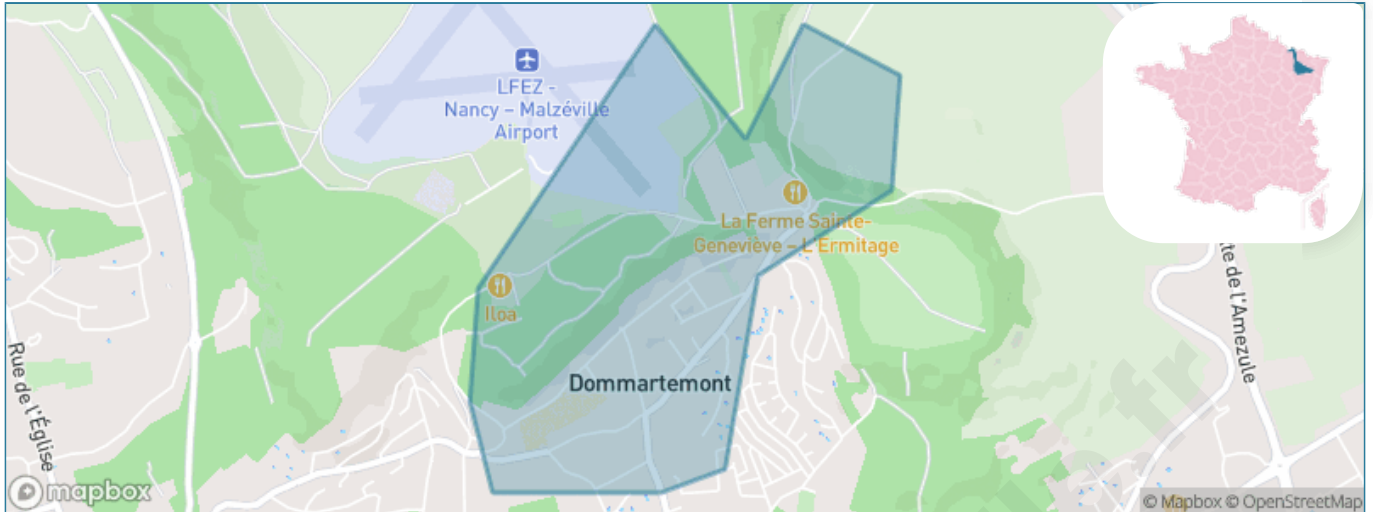 LFEZ -
Nancy – Malzéville
Airport
La Ferme Sainte-
Geneviève – L'Ermitage
Iloa
Dommartemont
Rue de l'Église
te de l'Amezule
mapbox
© Mapbox © OpenStreetMap